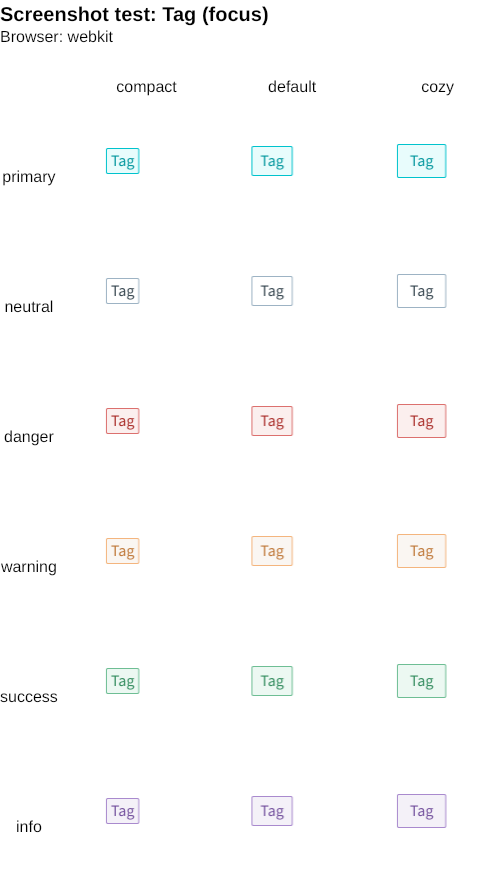 Screenshot test: Tag (focus)
Browser: webkit
compact default cozy
primary Tag Tag Tag
neutral Tag Tag Tag
danger Tag Tag Tag
warning Tag Tag Tag
success Tag Tag Tag
info Tag Tag Tag